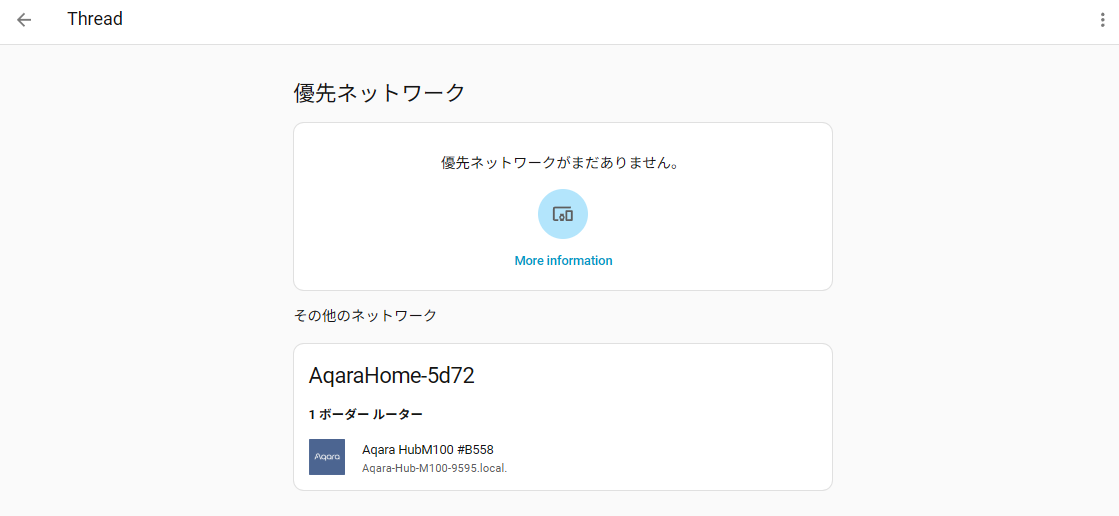 Thread
優先ネットワーク
優先ネットワークがまだありません。
More information
その他のネットワーク
AqaraHome-5d72
1 ボーダー ルーター
Aqara
Aqara HubM100 #B558
Aqara-Hub-M100-9595.local.